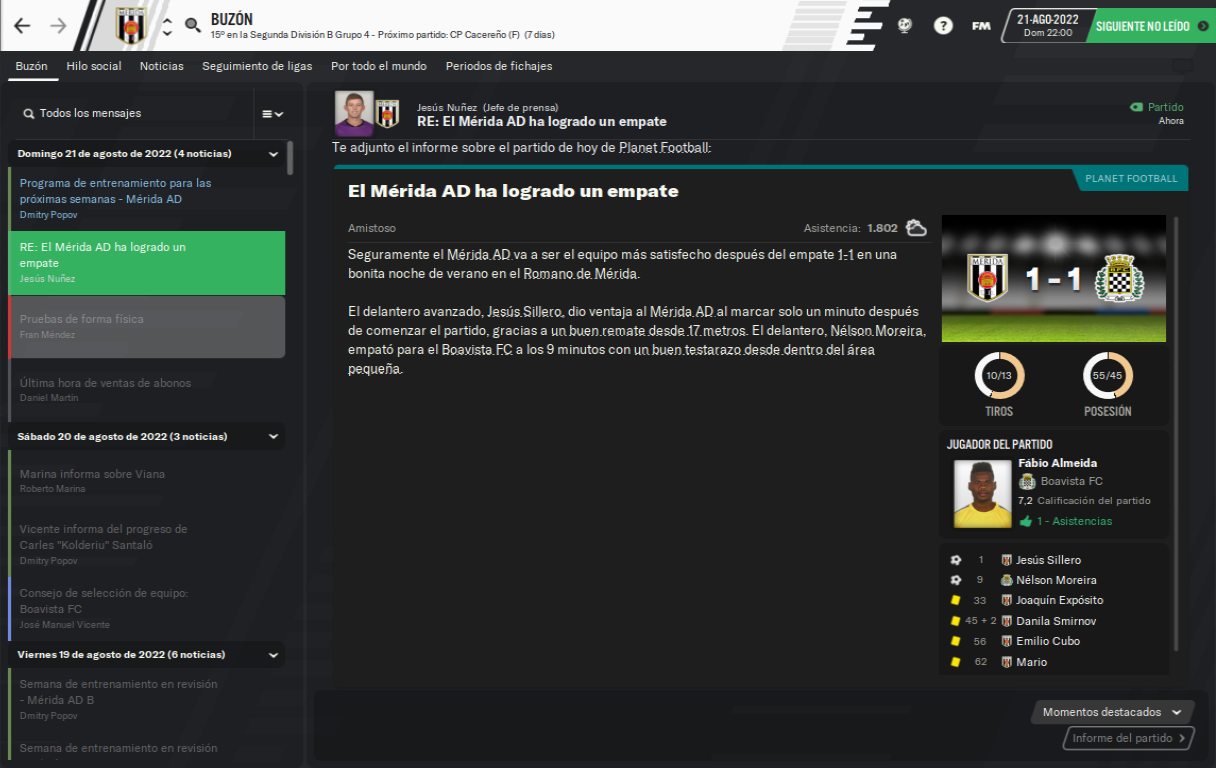 BUZÓN
15º en la Segunda División B Grupo 4 - Próximo partido: CP Cacereño (F) (7 días)
FM
21-AGO-2022
Dom 22:00
SIGUIENTE NO LEÍDO
Buzón
Hilo social
Noticias
Seguimiento de ligas
Por todo el mundo
Periodos de fichajes
Todos los mensajes
Domingo 21 de agosto de 2022 (4 noticias)
Programa de entrenamiento para las
próximas semanas - Mérida AD
Dmitry Popov
RE: El Mérida AD ha logrado un
empate
Jesús Nuñez
Pruebas de forma física
Fran Méndez
Última hora de ventas de abonos
Daniel Martín
Sábado 20 de agosto de 2022 (3 noticias)
Marina informa sobre Viana
Roberto Marina
Vicente informa del progreso de
Carles "Kolderiu" Santaló
Dmitry Popov
Consejo de selección de equipo:
Boavista FC
José Manuel Vicente
Viernes 19 de agosto de 2022 (6 noticias)
Semana de entrenamiento en revisión
- Mérida AD B
Dmitry Popov
Semana de entrenamiento en revisión
Jesús Nuñez (Jefe de prensa)
RE: El Mérida AD ha logrado un empate
Partido
Ahora
Te adjunto el informe sobre el partido de hoy de Planet Football:
PLANET FOOTBALL
El Mérida AD ha logrado un empate
Amistoso
Asistencia: 1.802
Seguramente el Mérida AD va a ser el equipo más satisfecho después del empate 1-1 en una
bonita noche de verano en el Romano de Mérida.
El delantero avanzado, Jesús Sillero, dio ventaja al Mérida AD al marcar solo un minuto después
de comenzar el partido, gracias a un buen remate desde 17 metros. El delantero, Nélson Moreira,
empató para el Boavista FC a los 9 minutos con un buen testarazo desde dentro del área
pequeña.
MERIDA
1 - 1
BFC
10/13
55/45
TIROS
POSESIÓN
JUGADOR DEL PARTIDO
Fábio Almeida
Boavista FC
7,2 Calificación del partido
1 - Asistencias
1 Jesús Sillero
9 Nélson Moreira
33 Joaquín Expósito
45 + 2 Danila Smirnov
56 Emilio Cubo
62 Mario
Momentos destacados
Informe del partido